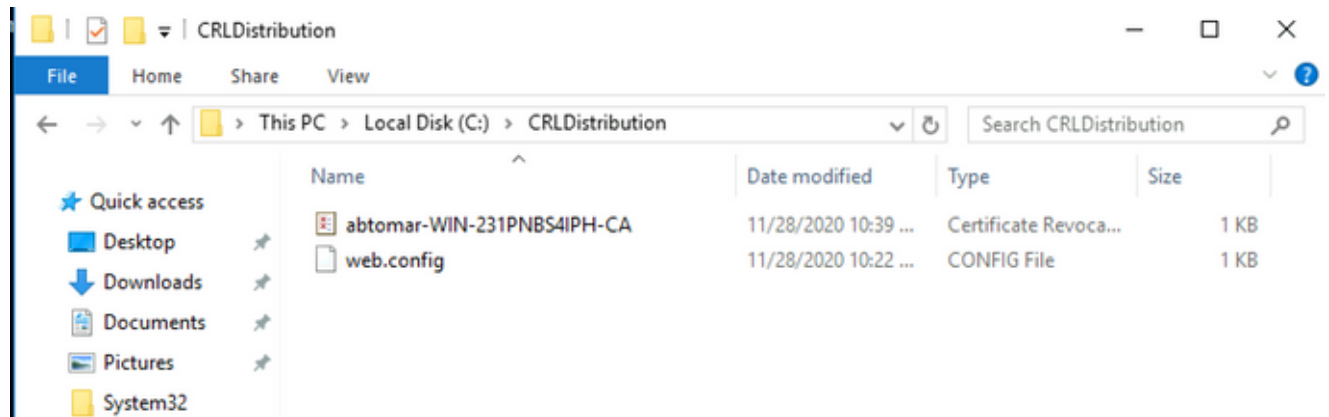 CRLDistribution
File Home Share View
This PC > Local Disk (C:) > CRLDistribution Search CRLDistribution
Name Date modified Type Size
Quick access
abtomar-WIN-231PNBS4IPH-CA 11/28/2020 10:39 ... Certificate Revoca... 1 KB
Desktop
web.config 11/28/2020 10:22 ... CONFIG File 1 KB
Downloads
Documents
Pictures
System32